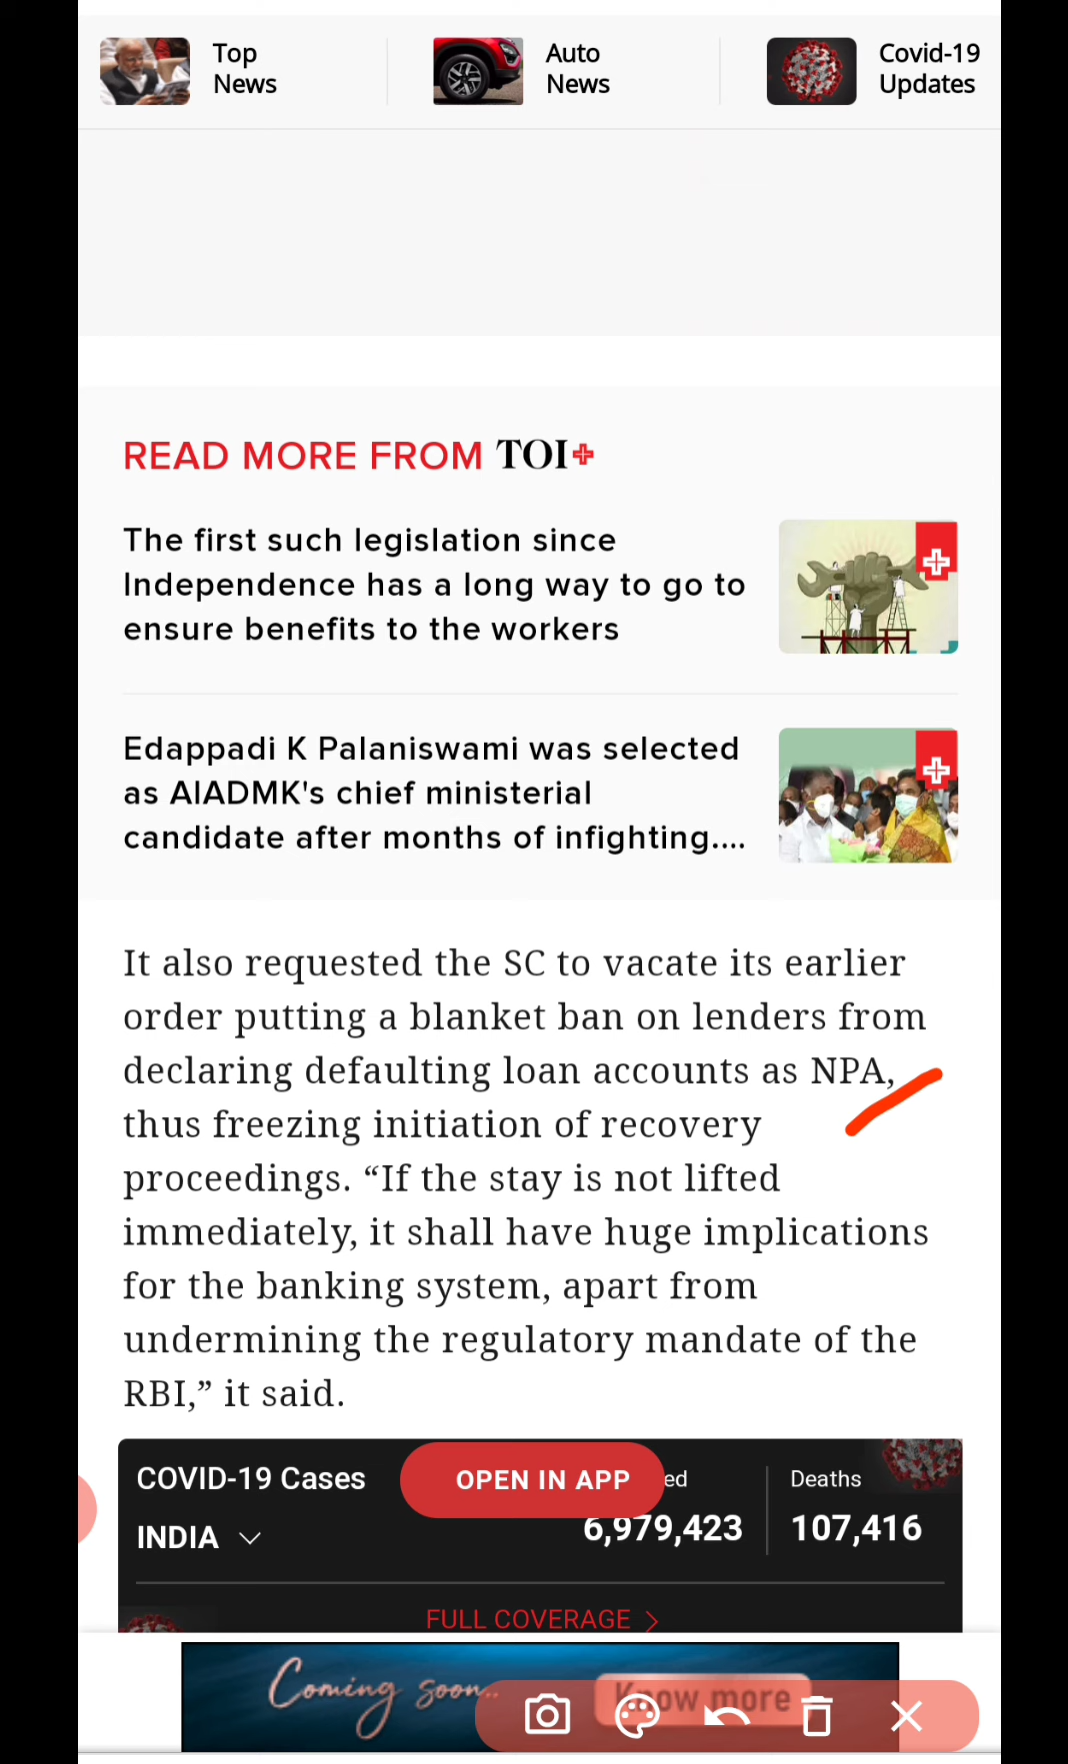 Top
News
Auto
News
Covid-19
Updates
READ MORE FROM TOI+
The first such legislation since
Independence has a long way to go to
ensure benefits to the workers
Edappadi K Palaniswami was selected
as AIADMK's chief ministerial
candidate after months of infighting....
It also requested the SC to vacate its earlier
order putting a blanket ban on lenders from
declaring defaulting loan accounts as NPA,
thus freezing initiation of recovery
proceedings. “If the stay is not lifted
immediately, it shall have huge implications
for the banking system, apart from
undermining the regulatory mandate of the
RBI,” it said.
COVID-19 Cases
OPEN IN APP
ed
Deaths
INDIA
6,979,423
107,416
FULL COVERAGE
Coming soon..
Know more